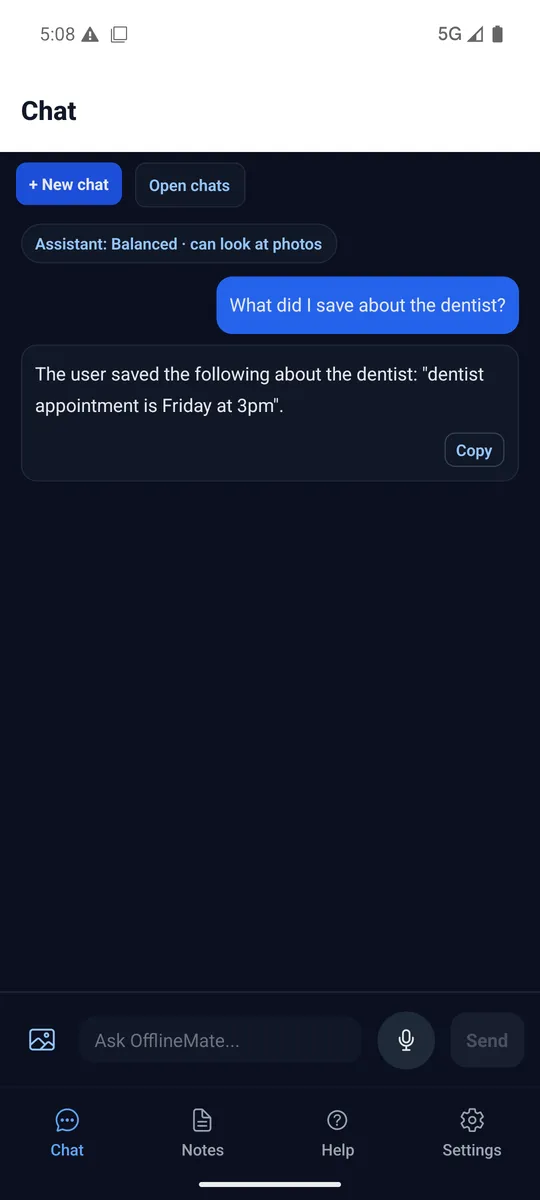 5:08
5G
Chat
+ New chat
Open chats
Assistant: Balanced · can look at photos
What did I save about the dentist?
The user saved the following about the dentist: "dentist
appointment is Friday at 3pm".
Copy
Ask OfflineMate...
Send
Chat
Notes
Help
Settings